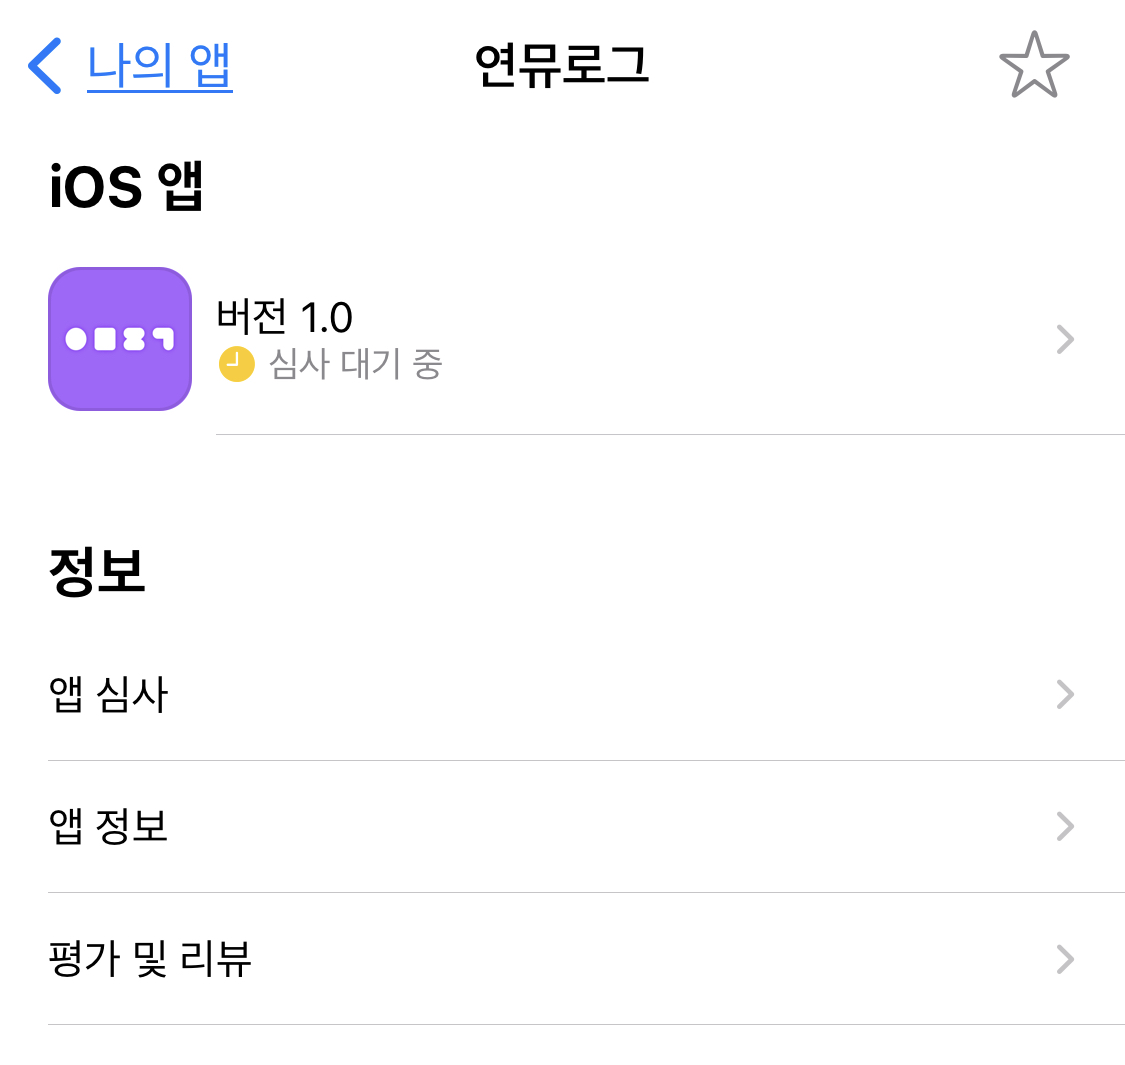 나의 앱
연뮤로그
iOS 앱
버전 1.0
심사 대기 중
정보
앱 심사
앱 정보
평가 및 리뷰